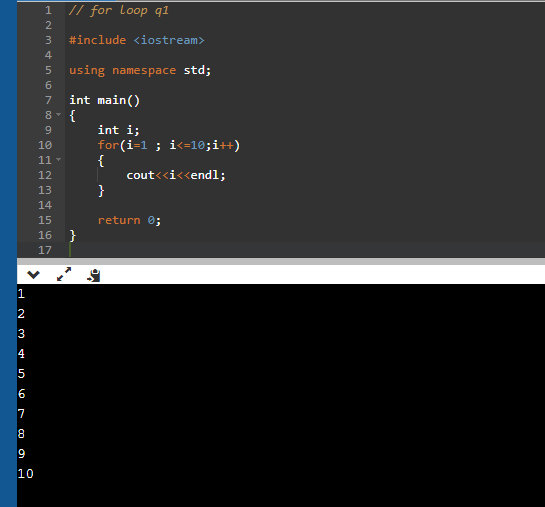 1 // for loop q1
2
3 #include <iostream>
4
5 using namespace std;
6
7 int main()
8 {
9     int i;
10     for(i=1 ; i<=10;i++)
11     {
12         cout<<i<<endl;
13     }
14
15     return 0;
16 }
17
1
2
3
4
5
6
7
8
9
10